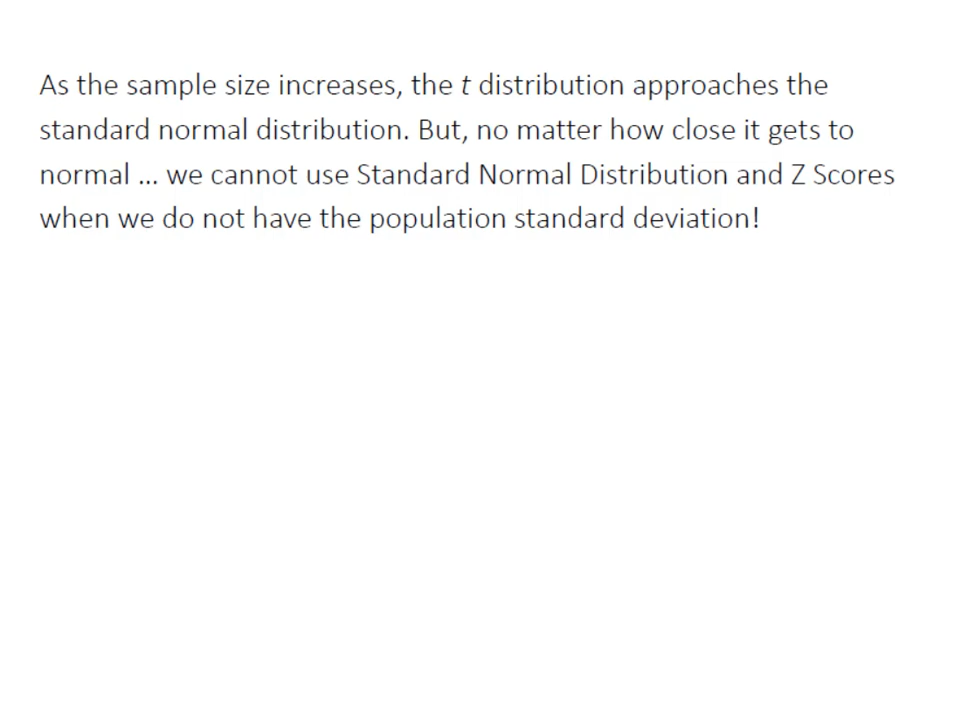 As the sample size increases, the t distribution approaches the
standard normal distribution. But, no matter how close it gets to
normal ... we cannot use Standard Normal Distribution and Z Scores
when we do not have the population standard deviation!